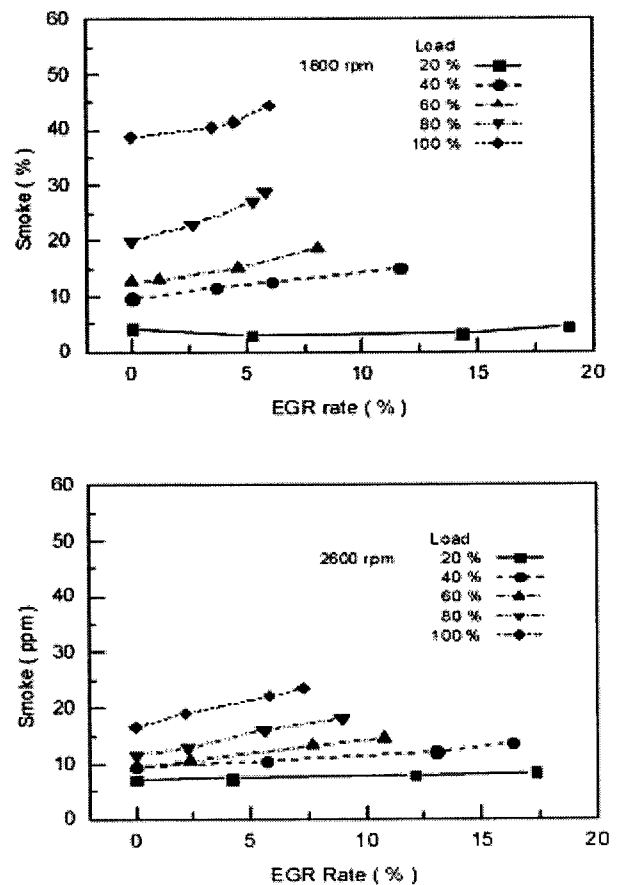 60
50
40
30
20
10
0
Smoke ( % )
1800 rpm
Load
20 %
40 %
60 %
80 %
100 %
0 5 10 15 20
EGR rate ( % )
60
50
40
30
20
10
0
Smoke ( ppm )
2600 rpm
Load
20 %
40 %
60 %
80 %
100 %
0 5 10 15 20
EGR Rate ( % )